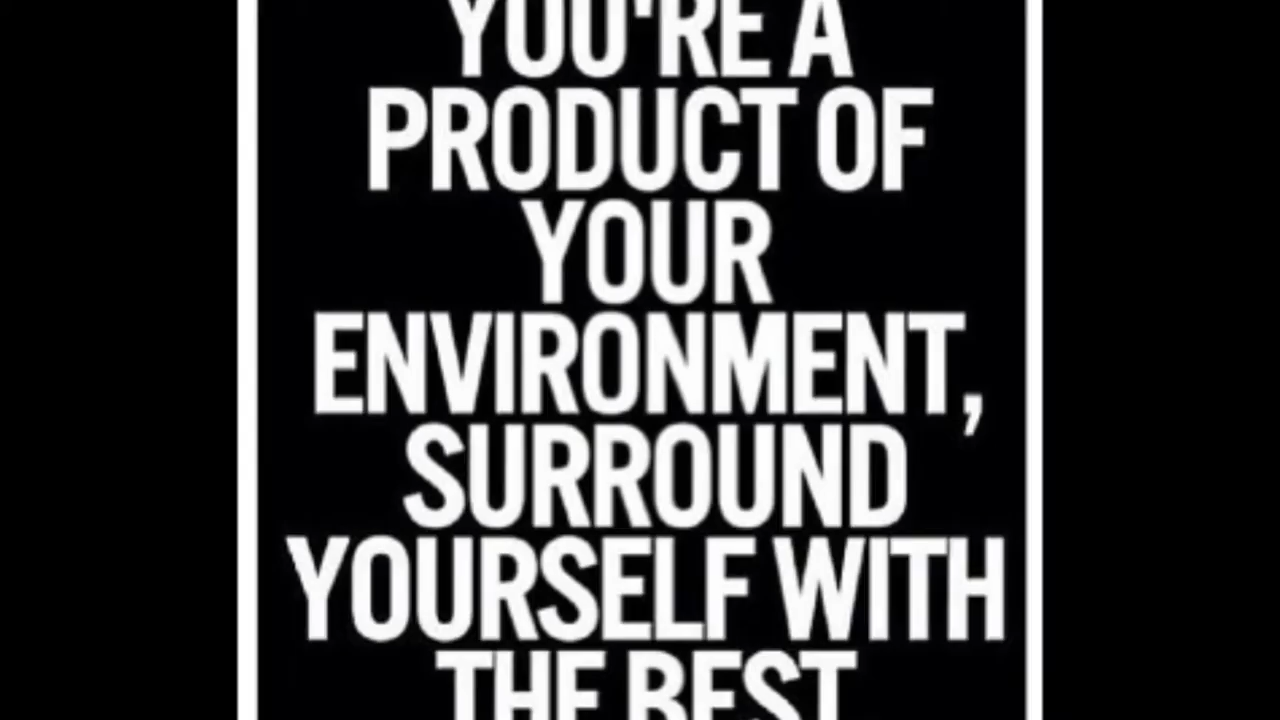 YOU'RE A
PRODUCT OF
YOUR
ENVIRONMENT,
SURROUND
YOURSELF WITH
THE BEST